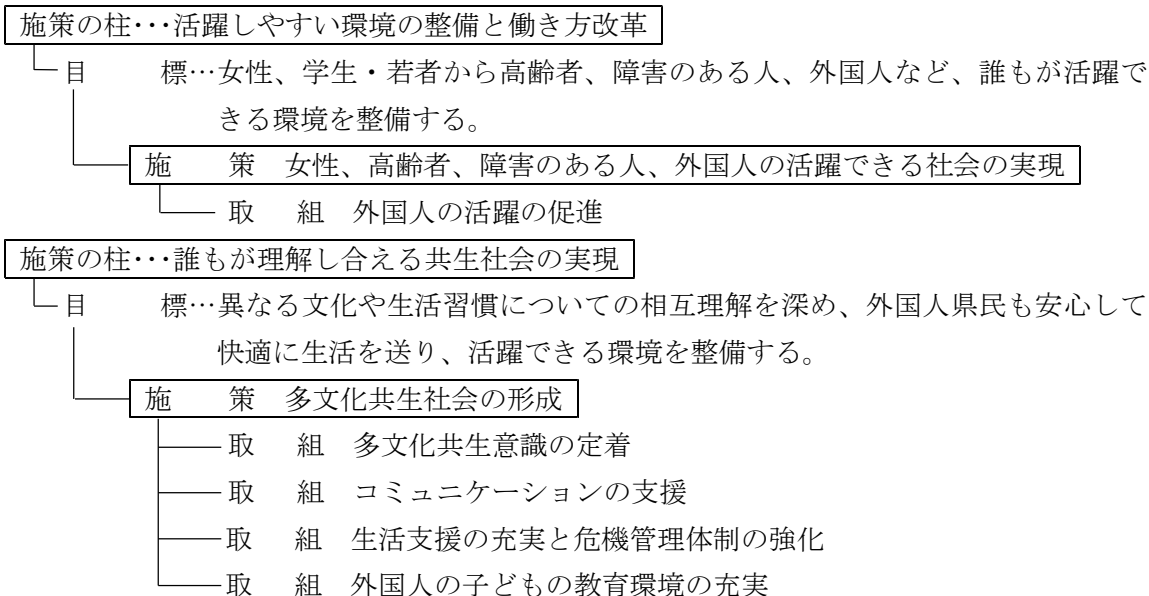 施策の柱･･･活躍しやすい環境の整備と働き方改革
目　　標…女性、学生・若者から高齢者、障害のある人、外国人など、誰もが活躍で
きる環境を整備する。
施　　策　女性、高齢者、障害のある人、外国人の活躍できる社会の実現
取　組　外国人の活躍の促進
施策の柱･･･誰もが理解し合える共生社会の実現
目　　標…異なる文化や生活習慣についての相互理解を深め、外国人県民も安心して
快適に生活を送り、活躍できる環境を整備する。
施　　策　多文化共生社会の形成
取　組　多文化共生意識の定着
取　組　コミュニケーションの支援
取　組　生活支援の充実と危機管理体制の強化
取　組　外国人の子どもの教育環境の充実